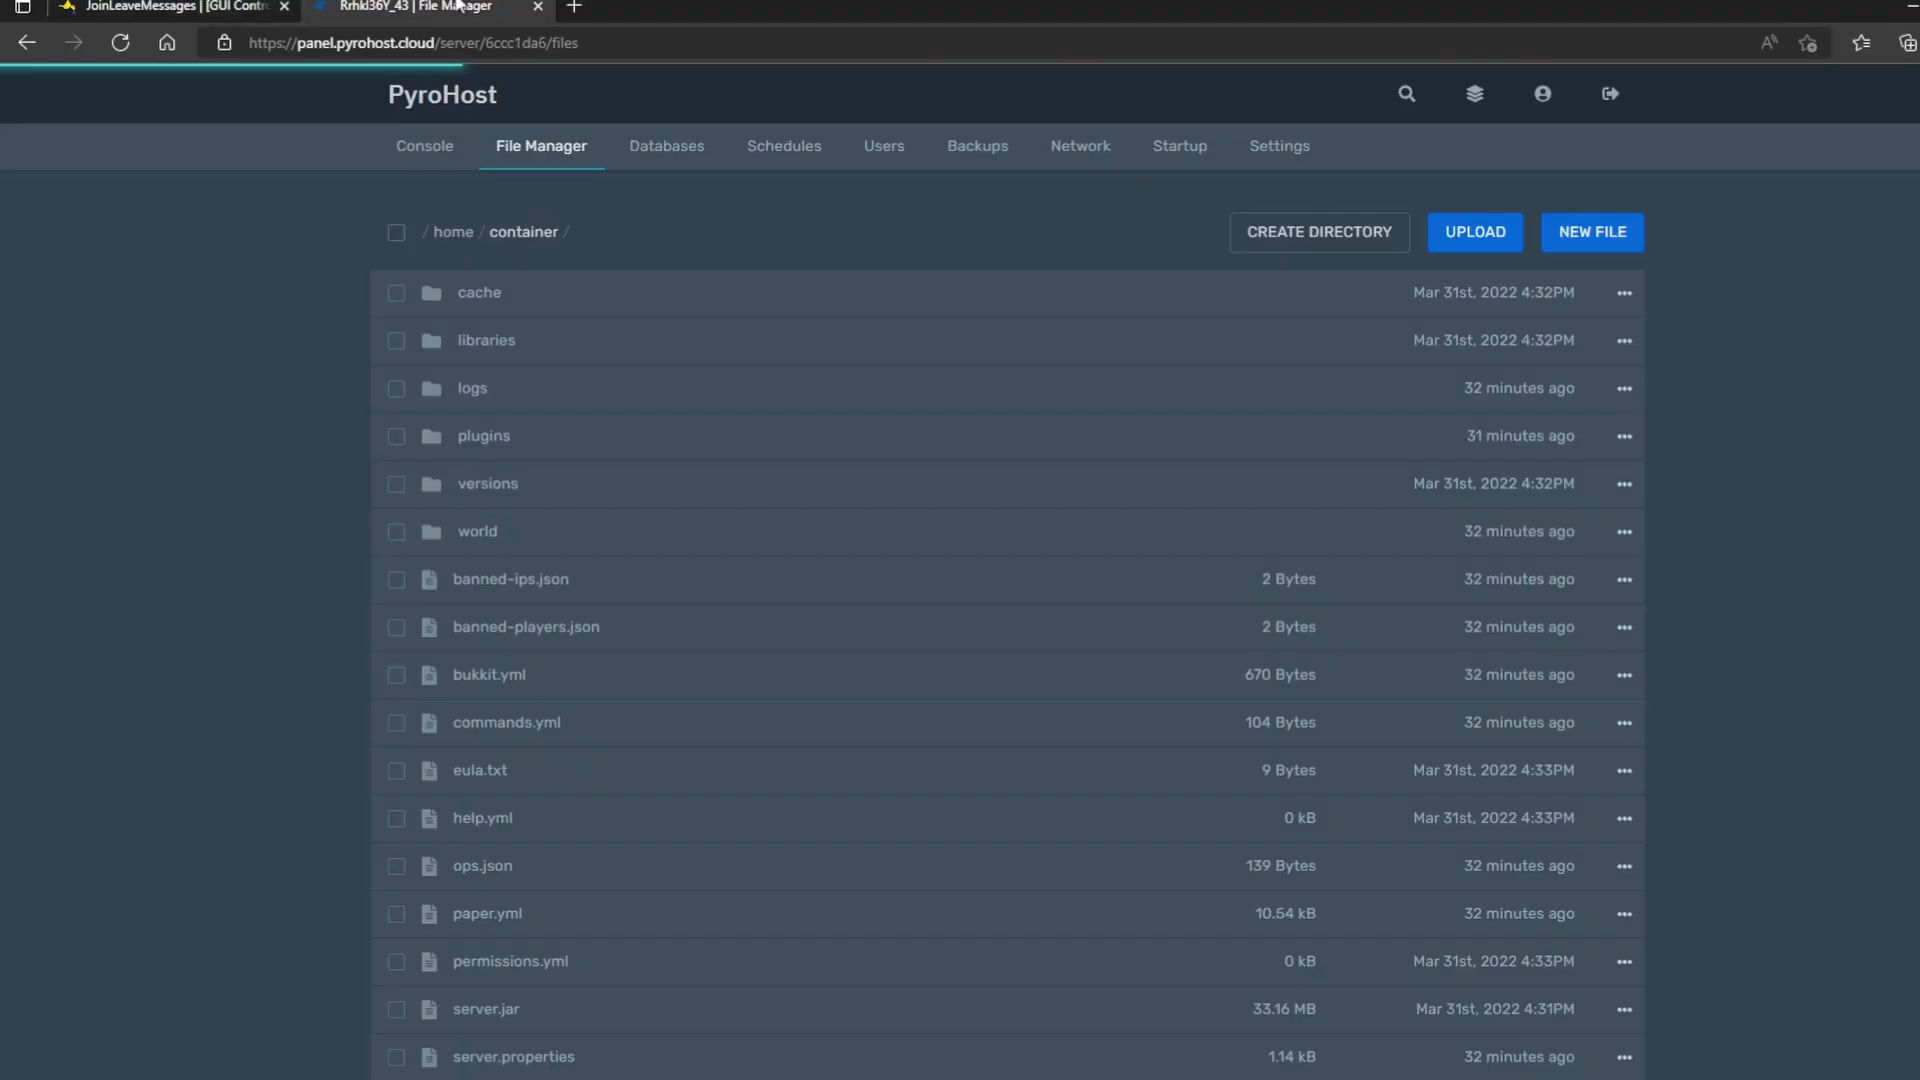 JoinLeaveMessages | [GUI Contr
Rrhkl36Y_43 | File Manager
https://panel.pyrohost.cloud/server/6ccc1da6/files
PyroHost
Console File Manager Databases Schedules Users Backups Network Startup Settings
/ home / container / CREATE DIRECTORY UPLOAD NEW FILE
cache Mar 31st, 2022 4:32PM
libraries Mar 31st, 2022 4:32PM
logs 32 minutes ago
plugins 31 minutes ago
versions Mar 31st, 2022 4:32PM
world 32 minutes ago
banned-ips.json 2 Bytes 32 minutes ago
banned-players.json 2 Bytes 32 minutes ago
bukkit.yml 670 Bytes 32 minutes ago
commands.yml 104 Bytes 32 minutes ago
eula.txt 9 Bytes Mar 31st, 2022 4:33PM
help.yml 0 kB Mar 31st, 2022 4:33PM
ops.json 139 Bytes 32 minutes ago
paper.yml 10.54 kB 32 minutes ago
permissions.yml 0 kB Mar 31st, 2022 4:33PM
server.jar 33.16 MB Mar 31st, 2022 4:31PM
server.properties 1.14 kB 32 minutes ago